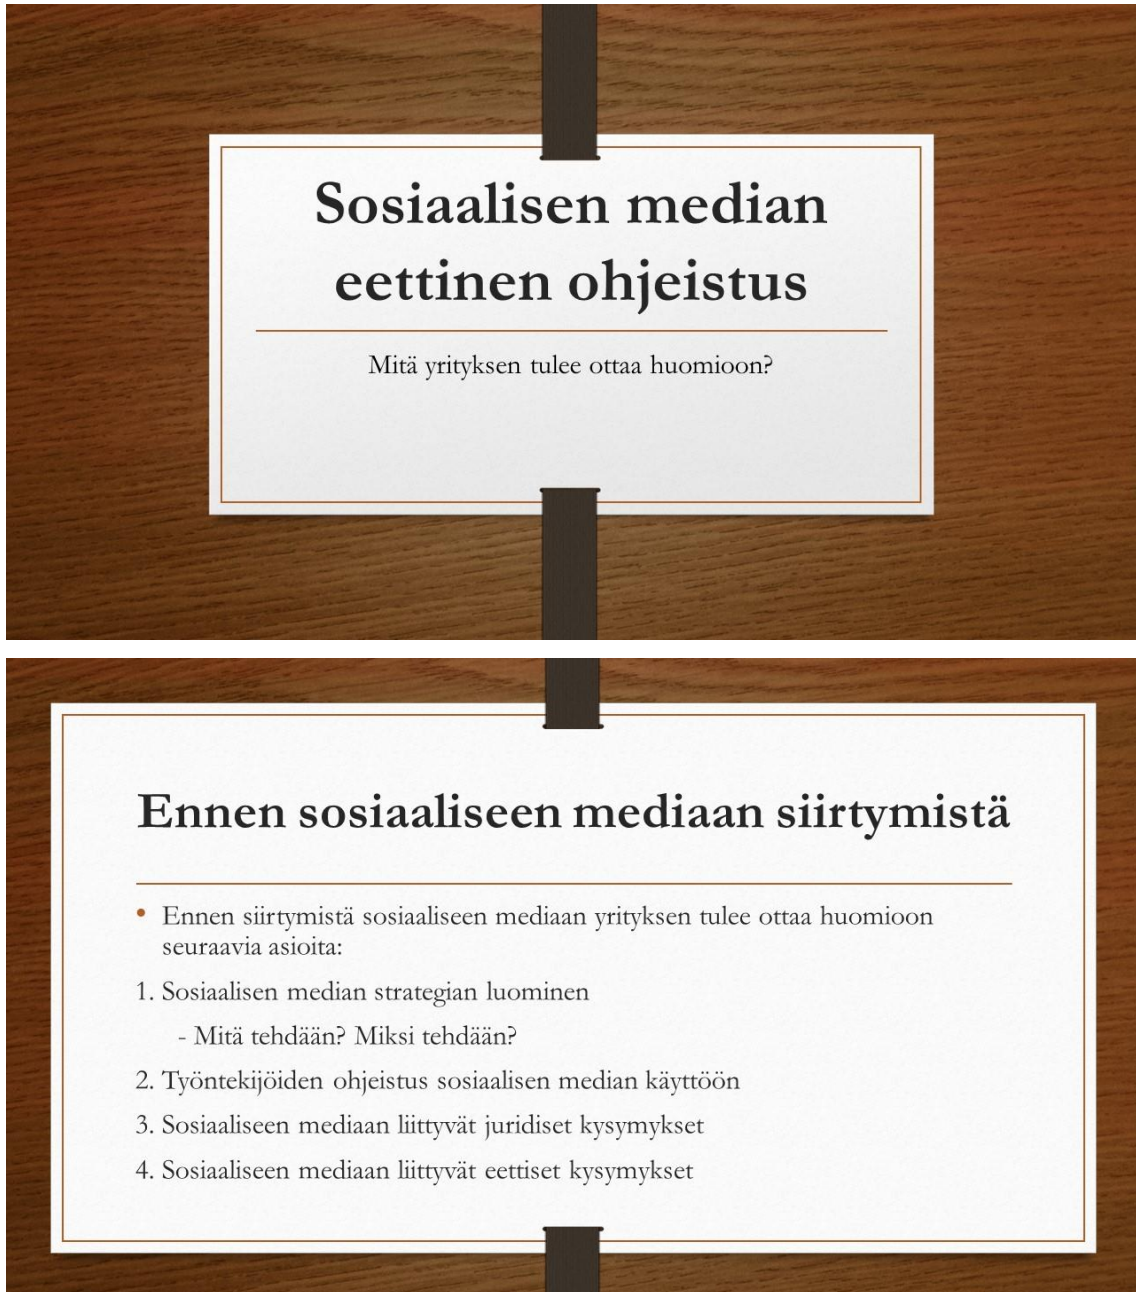 Sosiaalisen median
eettinen ohjeistus
Mitä yrityksen tulee ottaa huomioon?
Ennen sosiaaliseen mediaan siirtymistä
• Ennen siirtymistä sosiaaliseen mediaan yrityksen tulee ottaa huomioon
seuraavia asioita:
1. Sosiaalisen median strategian luominen
- Mitä tehdään? Miksi tehdään?
2. Työntekijöiden ohjeistus sosiaalisen median käyttöön
3. Sosiaaliseen mediaan liittyvät juridiset kysymykset
4. Sosiaaliseen mediaan liittyvät eettiset kysymykset